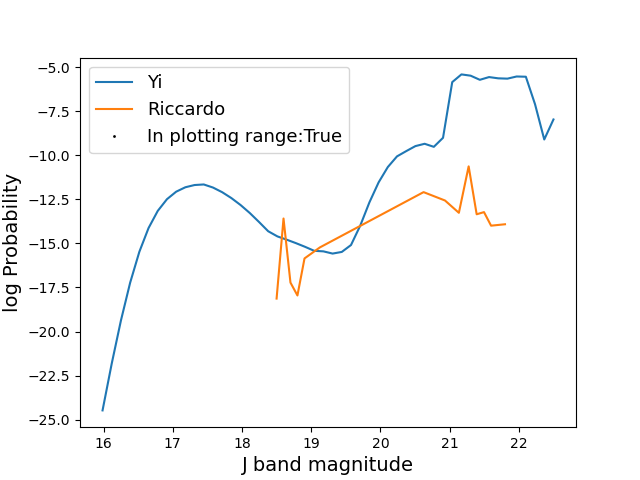 Yi
Riccardo
In plotting range:True
−5.0
−7.5
−10.0
−12.5
−15.0
−17.5
−20.0
−22.5
−25.0
log Probability
16 17 18 19 20 21 22
J band magnitude